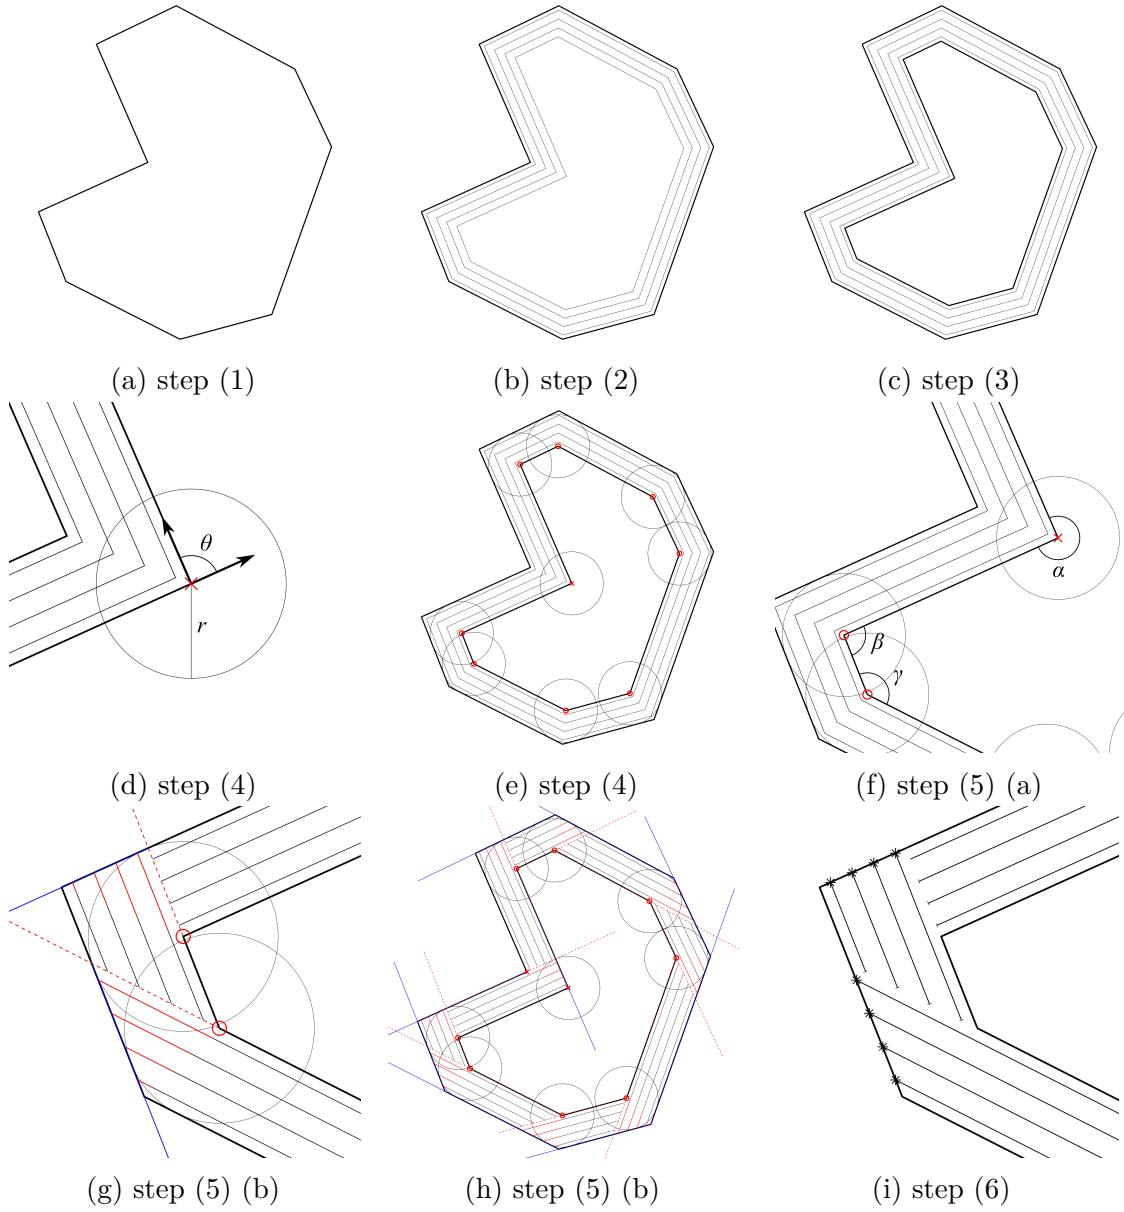 (a) step (1)
(b) step (2)
(c) step (3)
θ
r
α
β
γ
(d) step (4)
(e) step (4)
(f) step (5) (a)
(g) step (5) (b)
(h) step (5) (b)
(i) step (6)